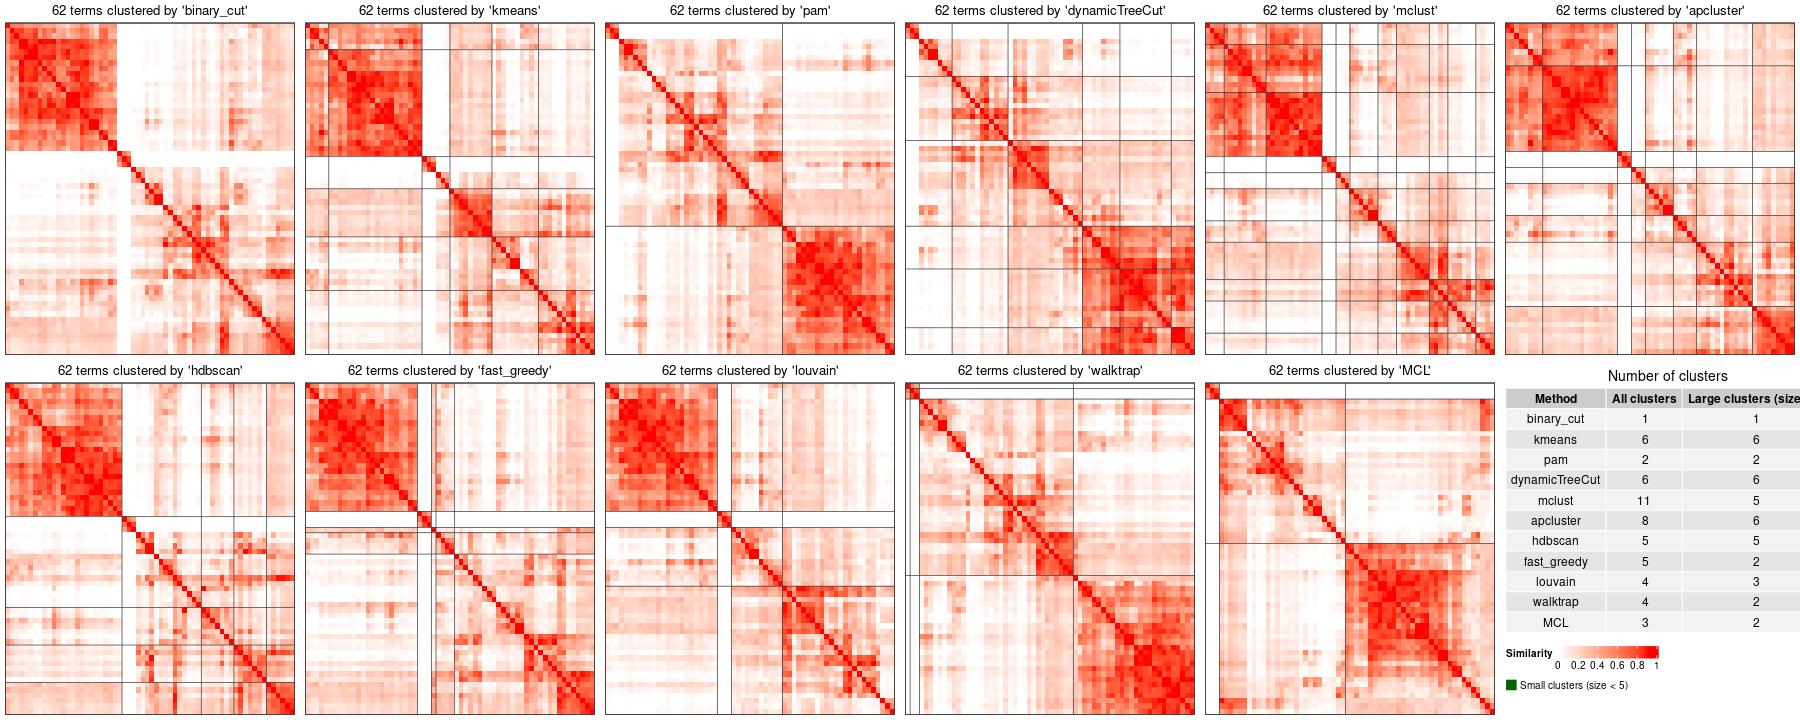 62 terms clustered by 'binary_cut'
62 terms clustered by 'kmeans'
62 terms clustered by 'pam'
62 terms clustered by 'dynamicTreeCut'
62 terms clustered by 'mclust'
62 terms clustered by 'apcluster'
62 terms clustered by 'hdbscan'
62 terms clustered by 'fast_greedy'
62 terms clustered by 'louvain'
62 terms clustered by 'walktrap'
62 terms clustered by 'MCL'
Number of clusters
Method All clusters Large clusters (size
binary_cut 1 1
kmeans 6 6
pam 2 2
dynamicTreeCut 6 6
mclust 11 5
apcluster 8 6
hdbscan 5 5
fast_greedy 5 2
louvain 4 3
walktrap 4 2
MCL 3 2
Similarity
0 0.2 0.4 0.6 0.8 1
Small clusters (size < 5)